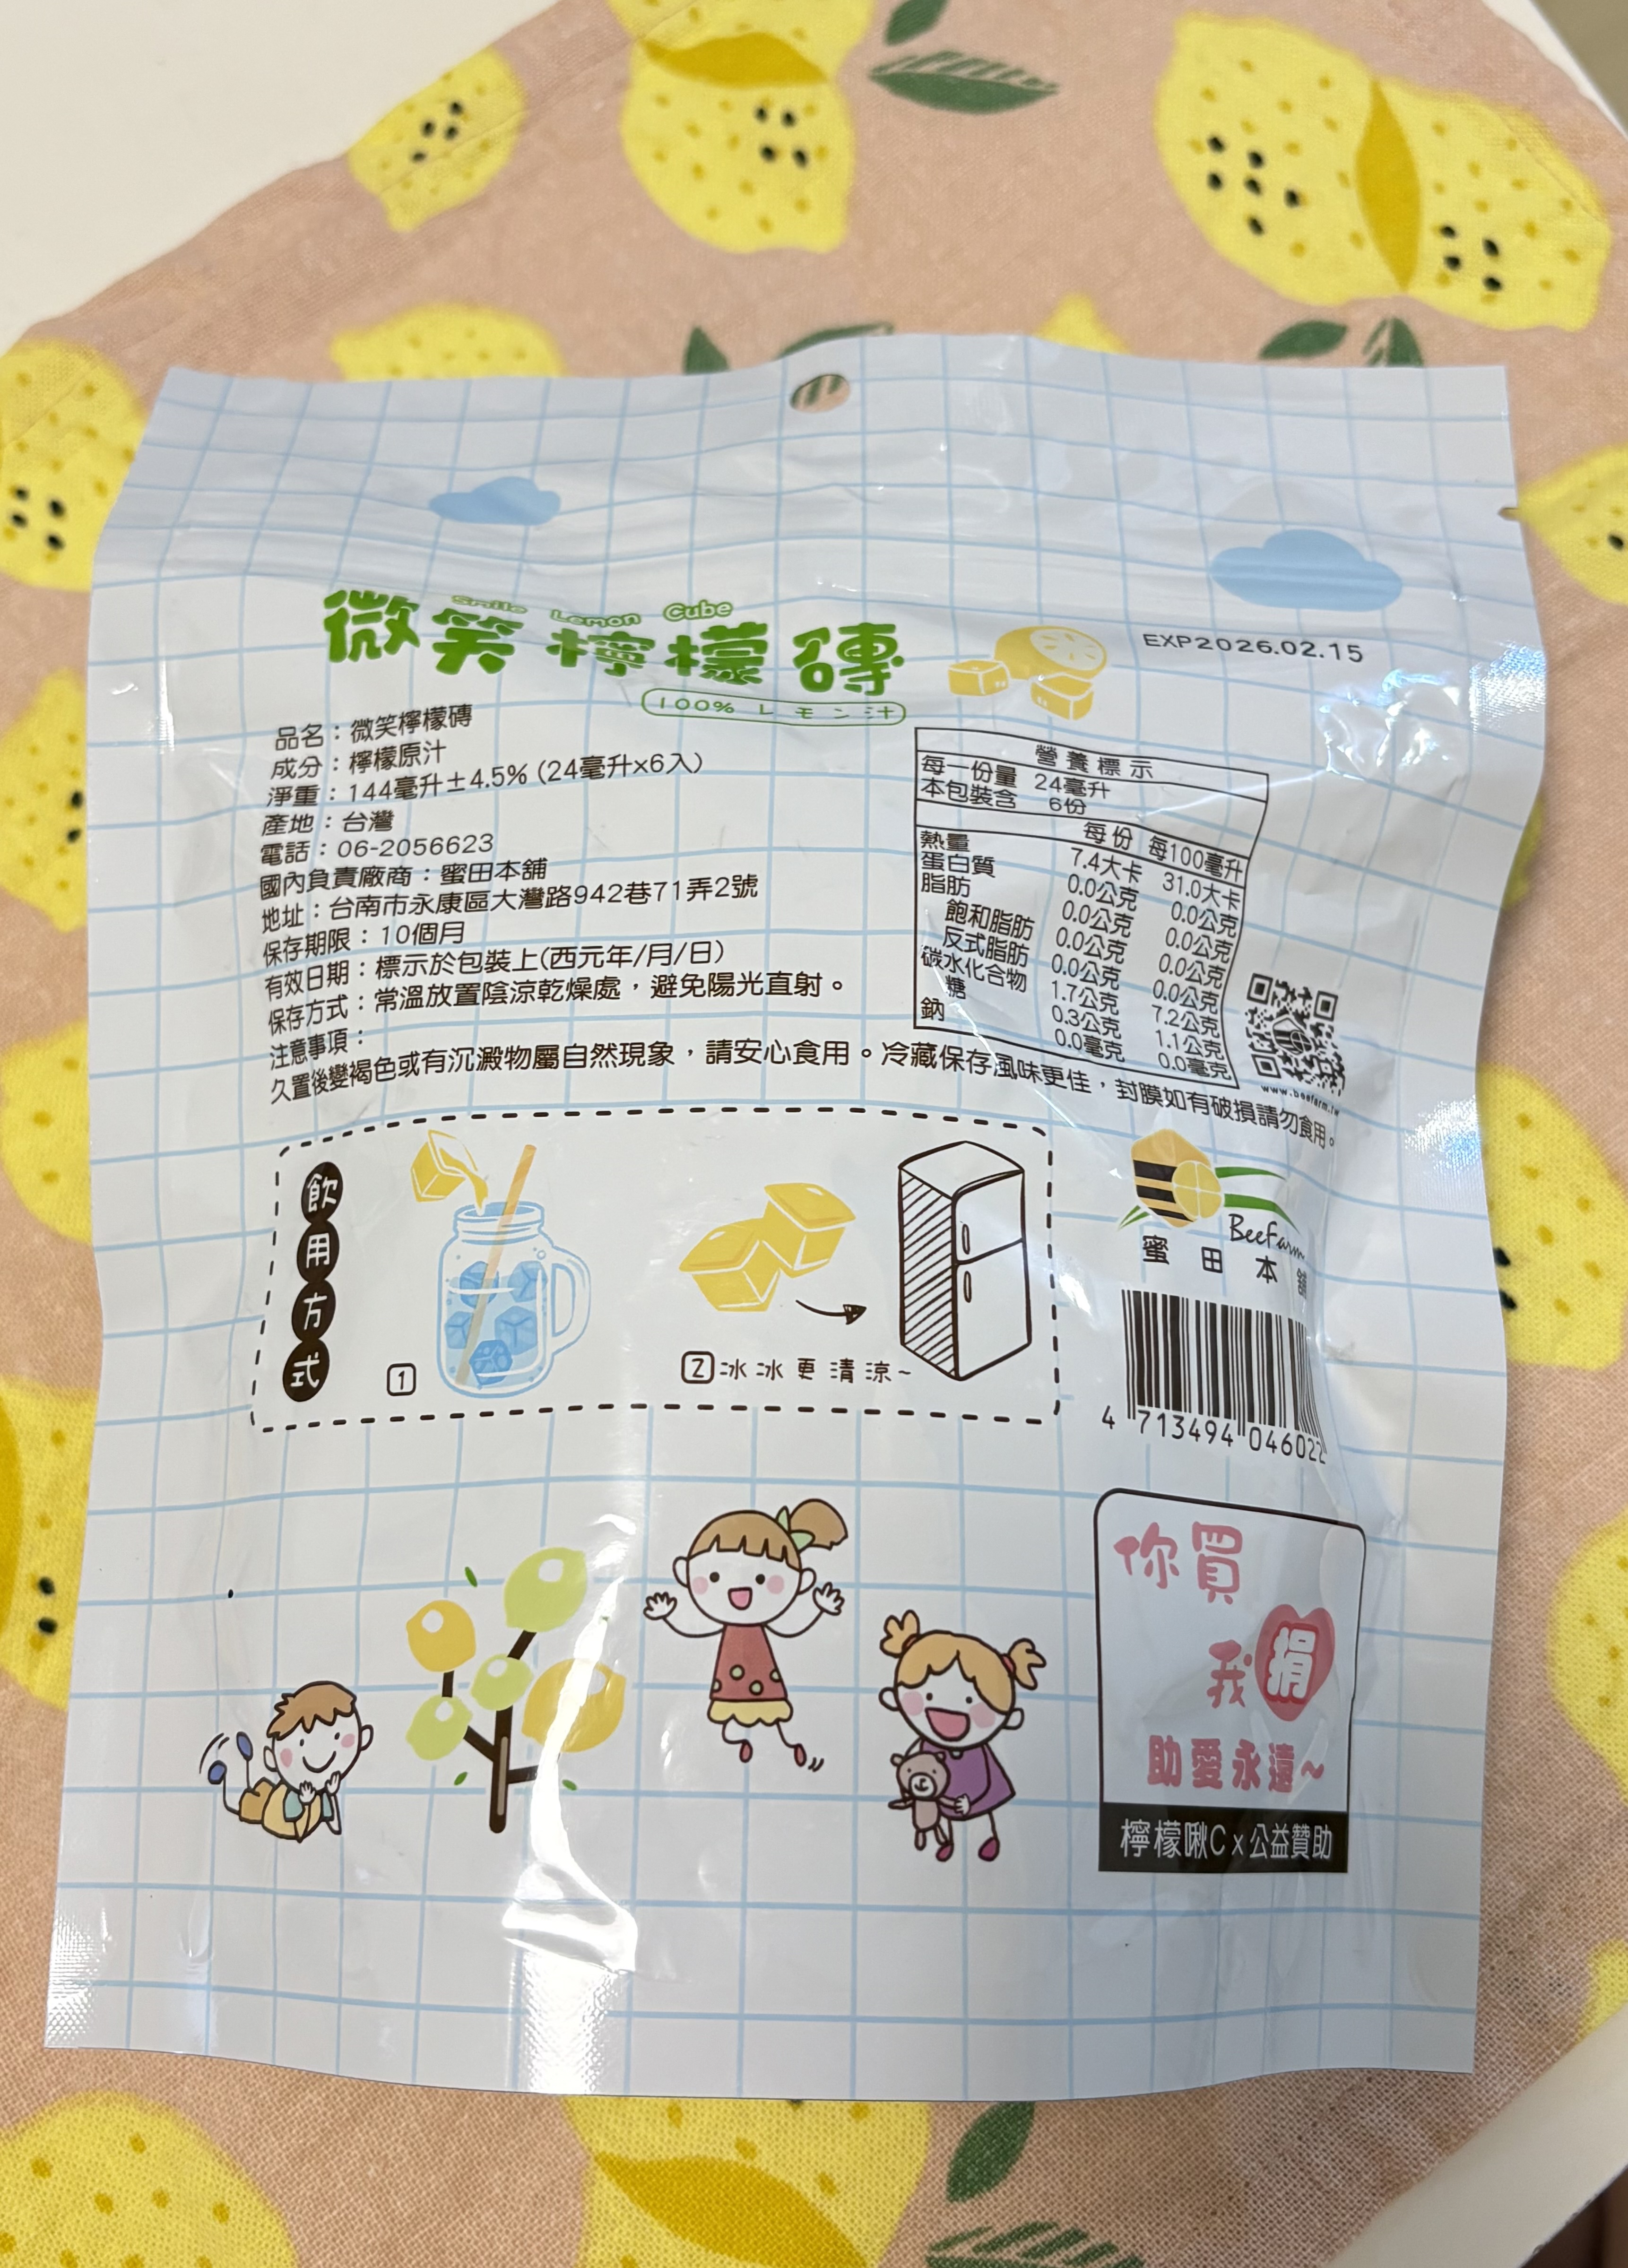 Smile Lemon Cube
微笑檸檬磚
100% レモン汁
EXP2026.02.15
品名：微笑檸檬磚
成分：檸檬原汁
淨重：144毫升±4.5% (24毫升x6入)
產地：台灣
電話：06-2056623
國內負責廠商：蜜田本舖
地址：台南市永康區大灣路942巷71弄2號
保存期限：10個月
有效日期：標示於包裝上(西元年/月/日)
保存方式：常溫放置陰涼乾燥處，避免陽光直射。
注意事項：
久置後變褐色或有沉澱物屬自然現象，請安心食用。冷藏保存風味更佳，封膜如有破損請勿食用。
營養標示
每一份量 24毫升
本包裝含 6份
每份 每100毫升
熱量 7.4大卡 31.0大卡
蛋白質 0.0公克 0.0公克
脂肪 0.0公克 0.0公克
飽和脂肪 0.0公克 0.0公克
反式脂肪 0.0公克 0.0公克
碳水化合物 1.7公克 7.2公克
糖 0.3公克 1.1公克
鈉 0.0毫克 0.0毫克
www.beefarm.tw
飲用方式
1
2 冰冰更清涼~
BeeFarm
蜜田本舖
4 713494 046022
你買
我捐
助愛永遠~
檸檬啾C x 公益贊助